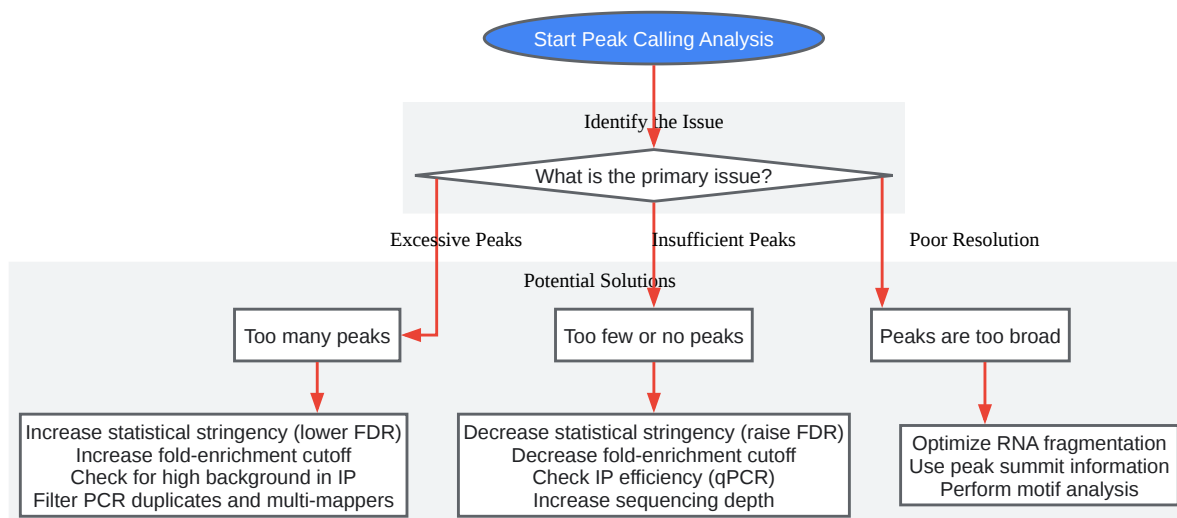 Start Peak Calling Analysis
Identify the Issue
What is the primary issue?
Excessive Peaks
Insufficient Peaks
Poor Resolution
Potential Solutions
Too many peaks
Too few or no peaks
Peaks are too broad
Increase statistical stringency (lower FDR)
Increase fold-enrichment cutoff
Check for high background in IP
Filter PCR duplicates and multi-mappers
Decrease statistical stringency (raise FDR)
Decrease fold-enrichment cutoff
Check IP efficiency (qPCR)
Increase sequencing depth
Optimize RNA fragmentation
Use peak summit information
Perform motif analysis